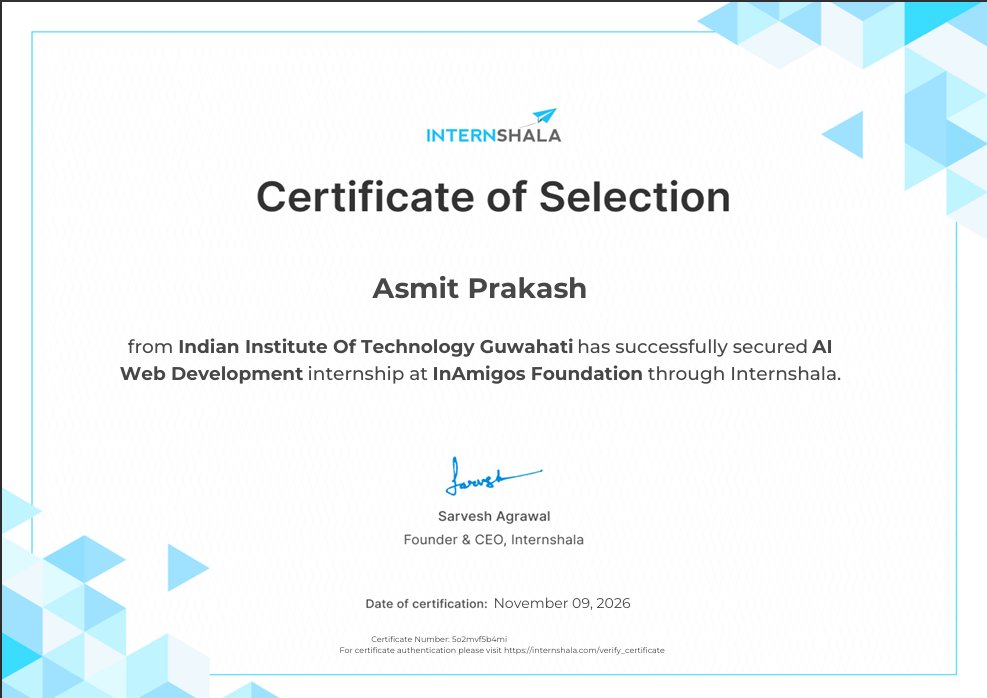 INTERNSHALA
Certificate of Selection
Asmit Prakash
from Indian Institute Of Technology Guwahati has successfully secured AI
Web Development internship at InAmigos Foundation through Internshala.
Sarvesh
Sarvesh Agrawal
Founder & CEO, Internshala
Date of certification: November 09, 2026
Certificate Number: 5o2mvf5b4mi
For certificate authentication please visit https://internshala.com/verify_certificate